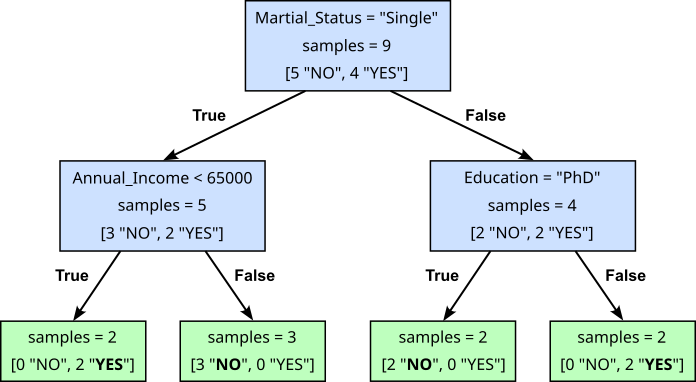 Martial_Status = "Single"
samples = 9
[5 "NO", 4 "YES"]
True
False
Annual_Income < 65000
samples = 5
[3 "NO", 2 "YES"]
Education = "PhD"
samples = 4
[2 "NO", 2 "YES"]
True
False
True
False
samples = 2
[0 "NO", 2 "YES"]
samples = 3
[3 "NO", 0 "YES"]
samples = 2
[2 "NO", 0 "YES"]
samples = 2
[0 "NO", 2 "YES"]